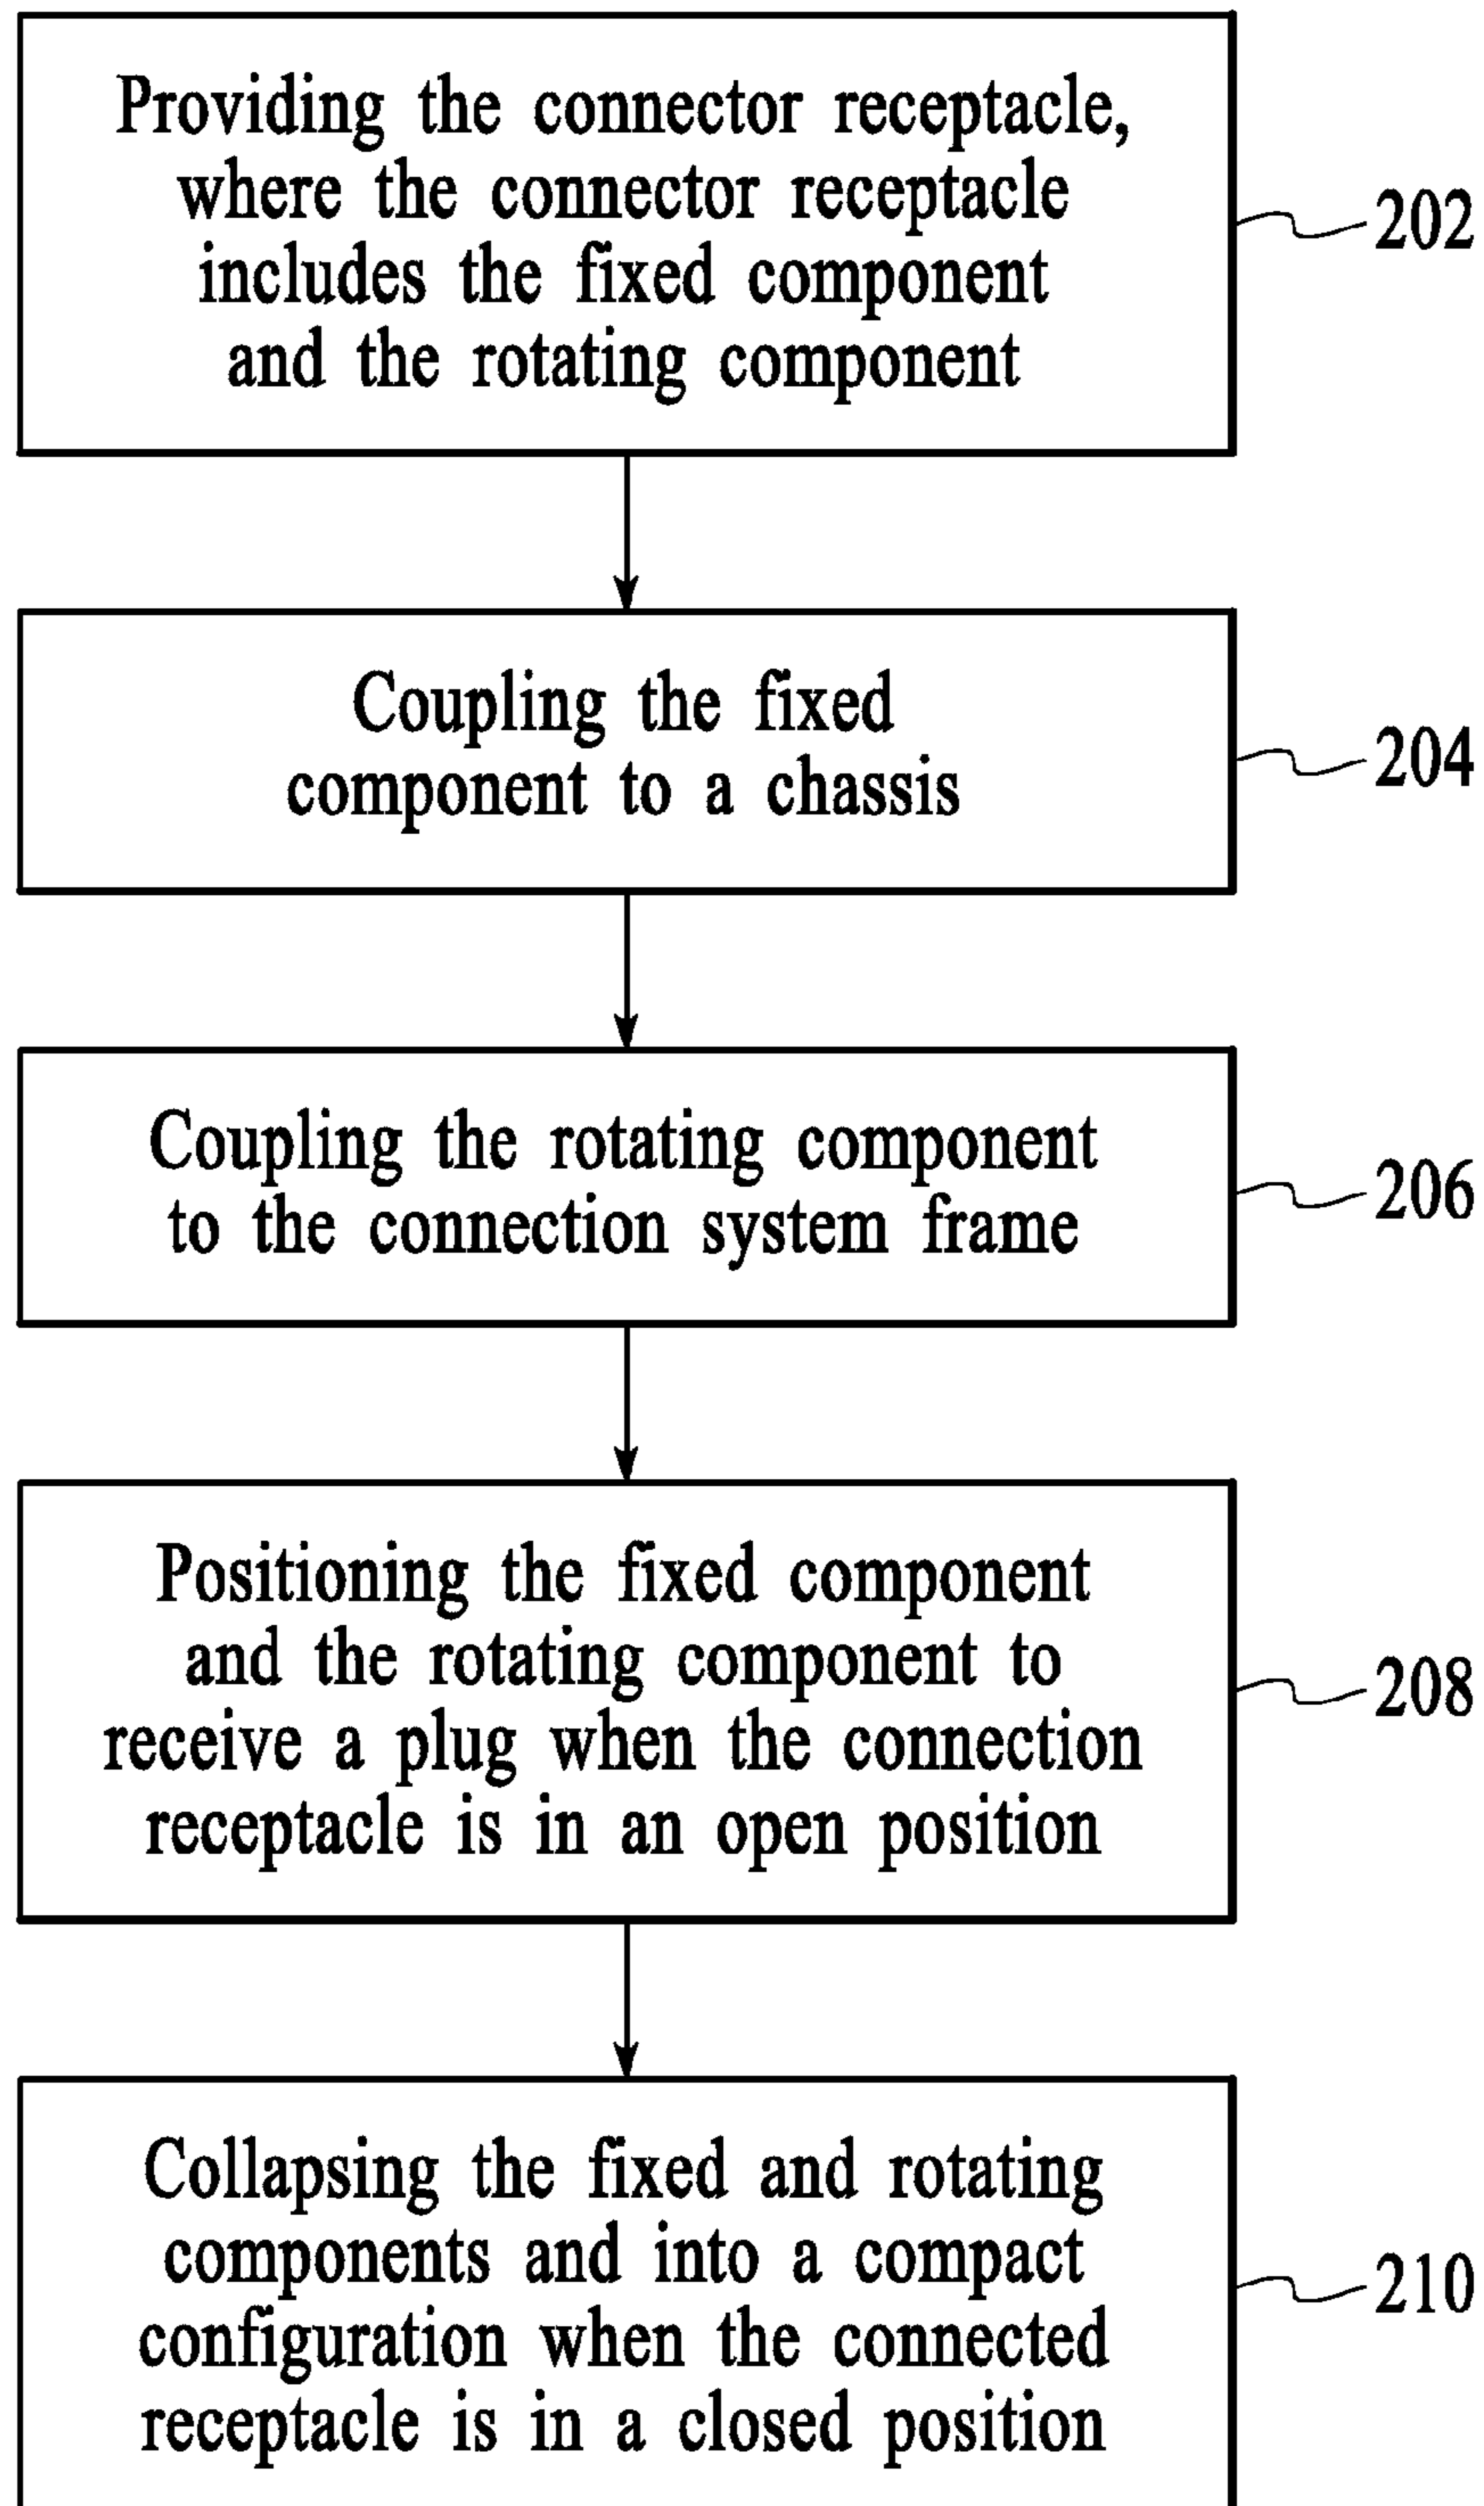 Providing the connector receptacle,
where the connector receptacle
includes the fixed component
and the rotating component
202
Coupling the fixed
component to a chassis
204
Coupling the rotating component
to the connection system frame
206
Positioning the fixed component
and the rotating component to
receive a plug when the connection
receptacle is in an open position
208
Collapsing the fixed and rotating
components and into a compact
configuration when the connected
receptacle is in a closed position
210